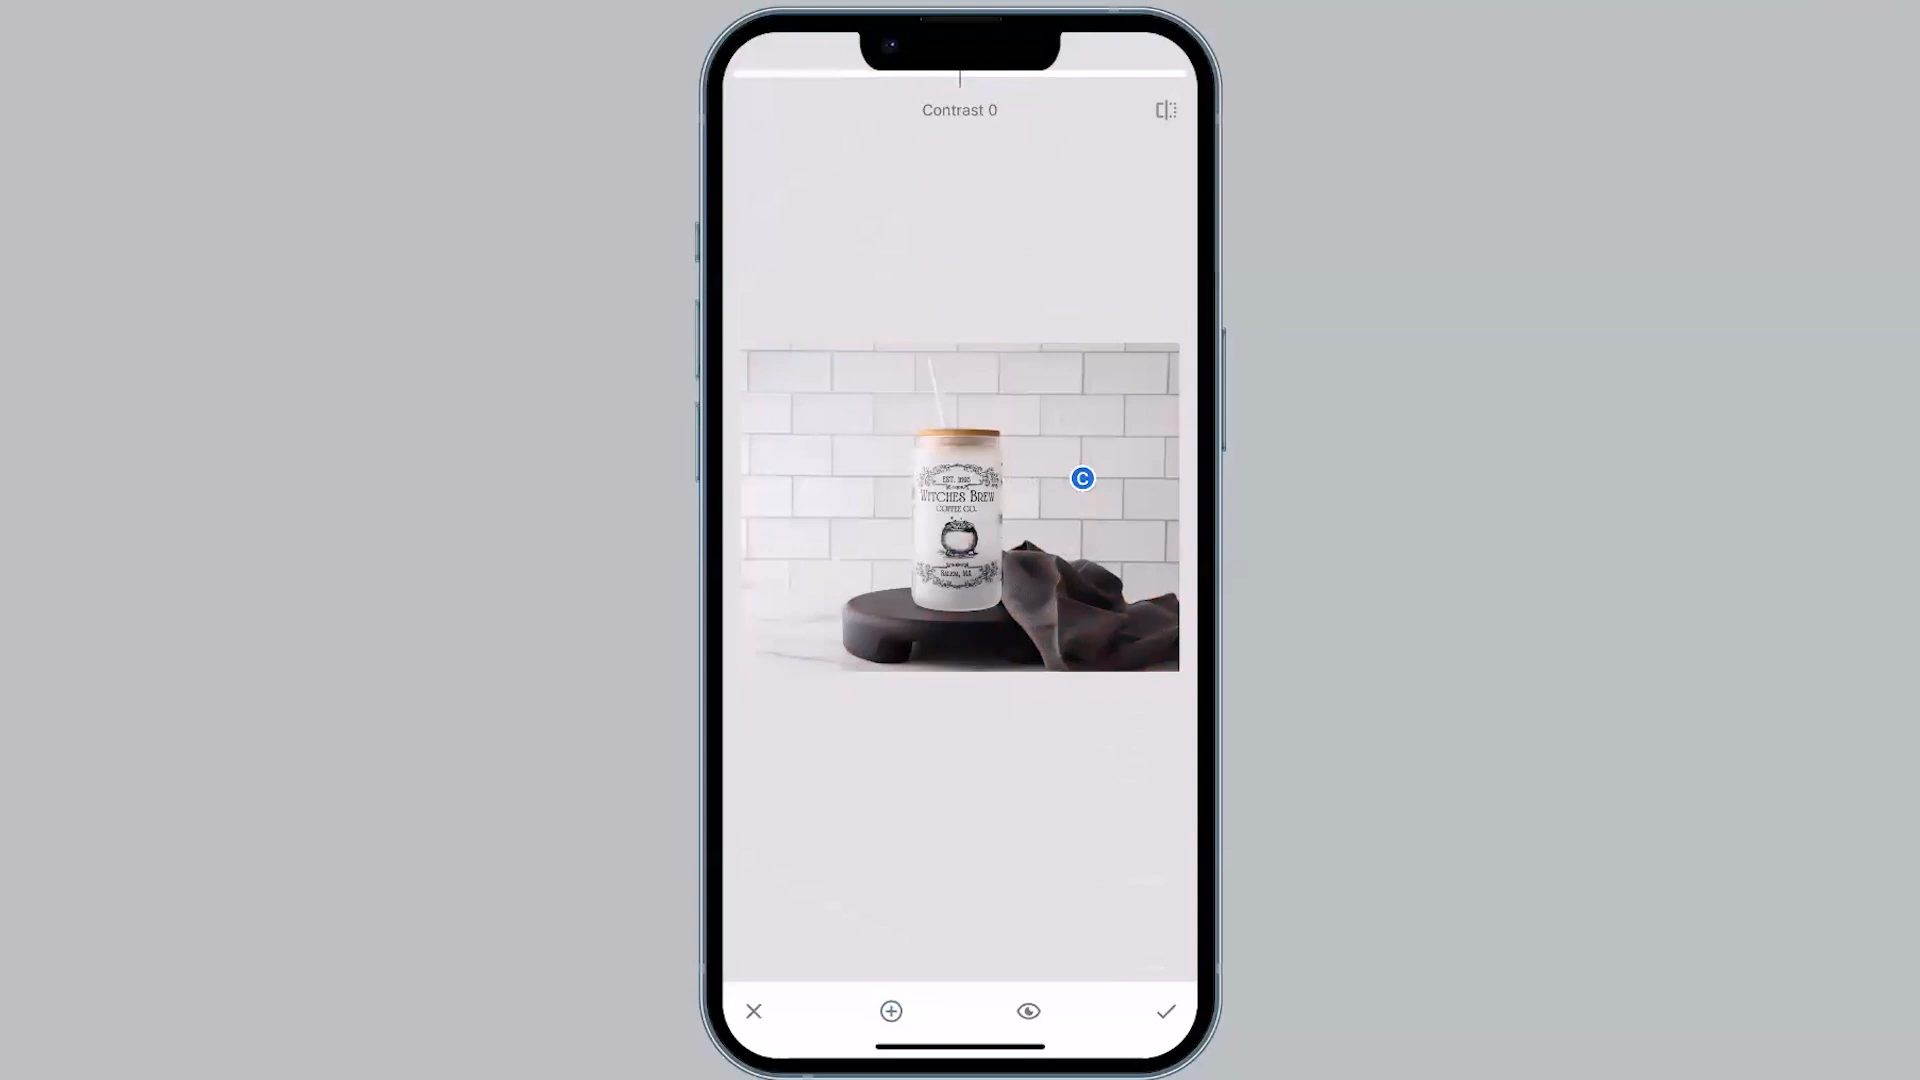 Contrast 0
EST. 1692
WITCHES BREW
COFFEE CO.
C
SALEM, MA